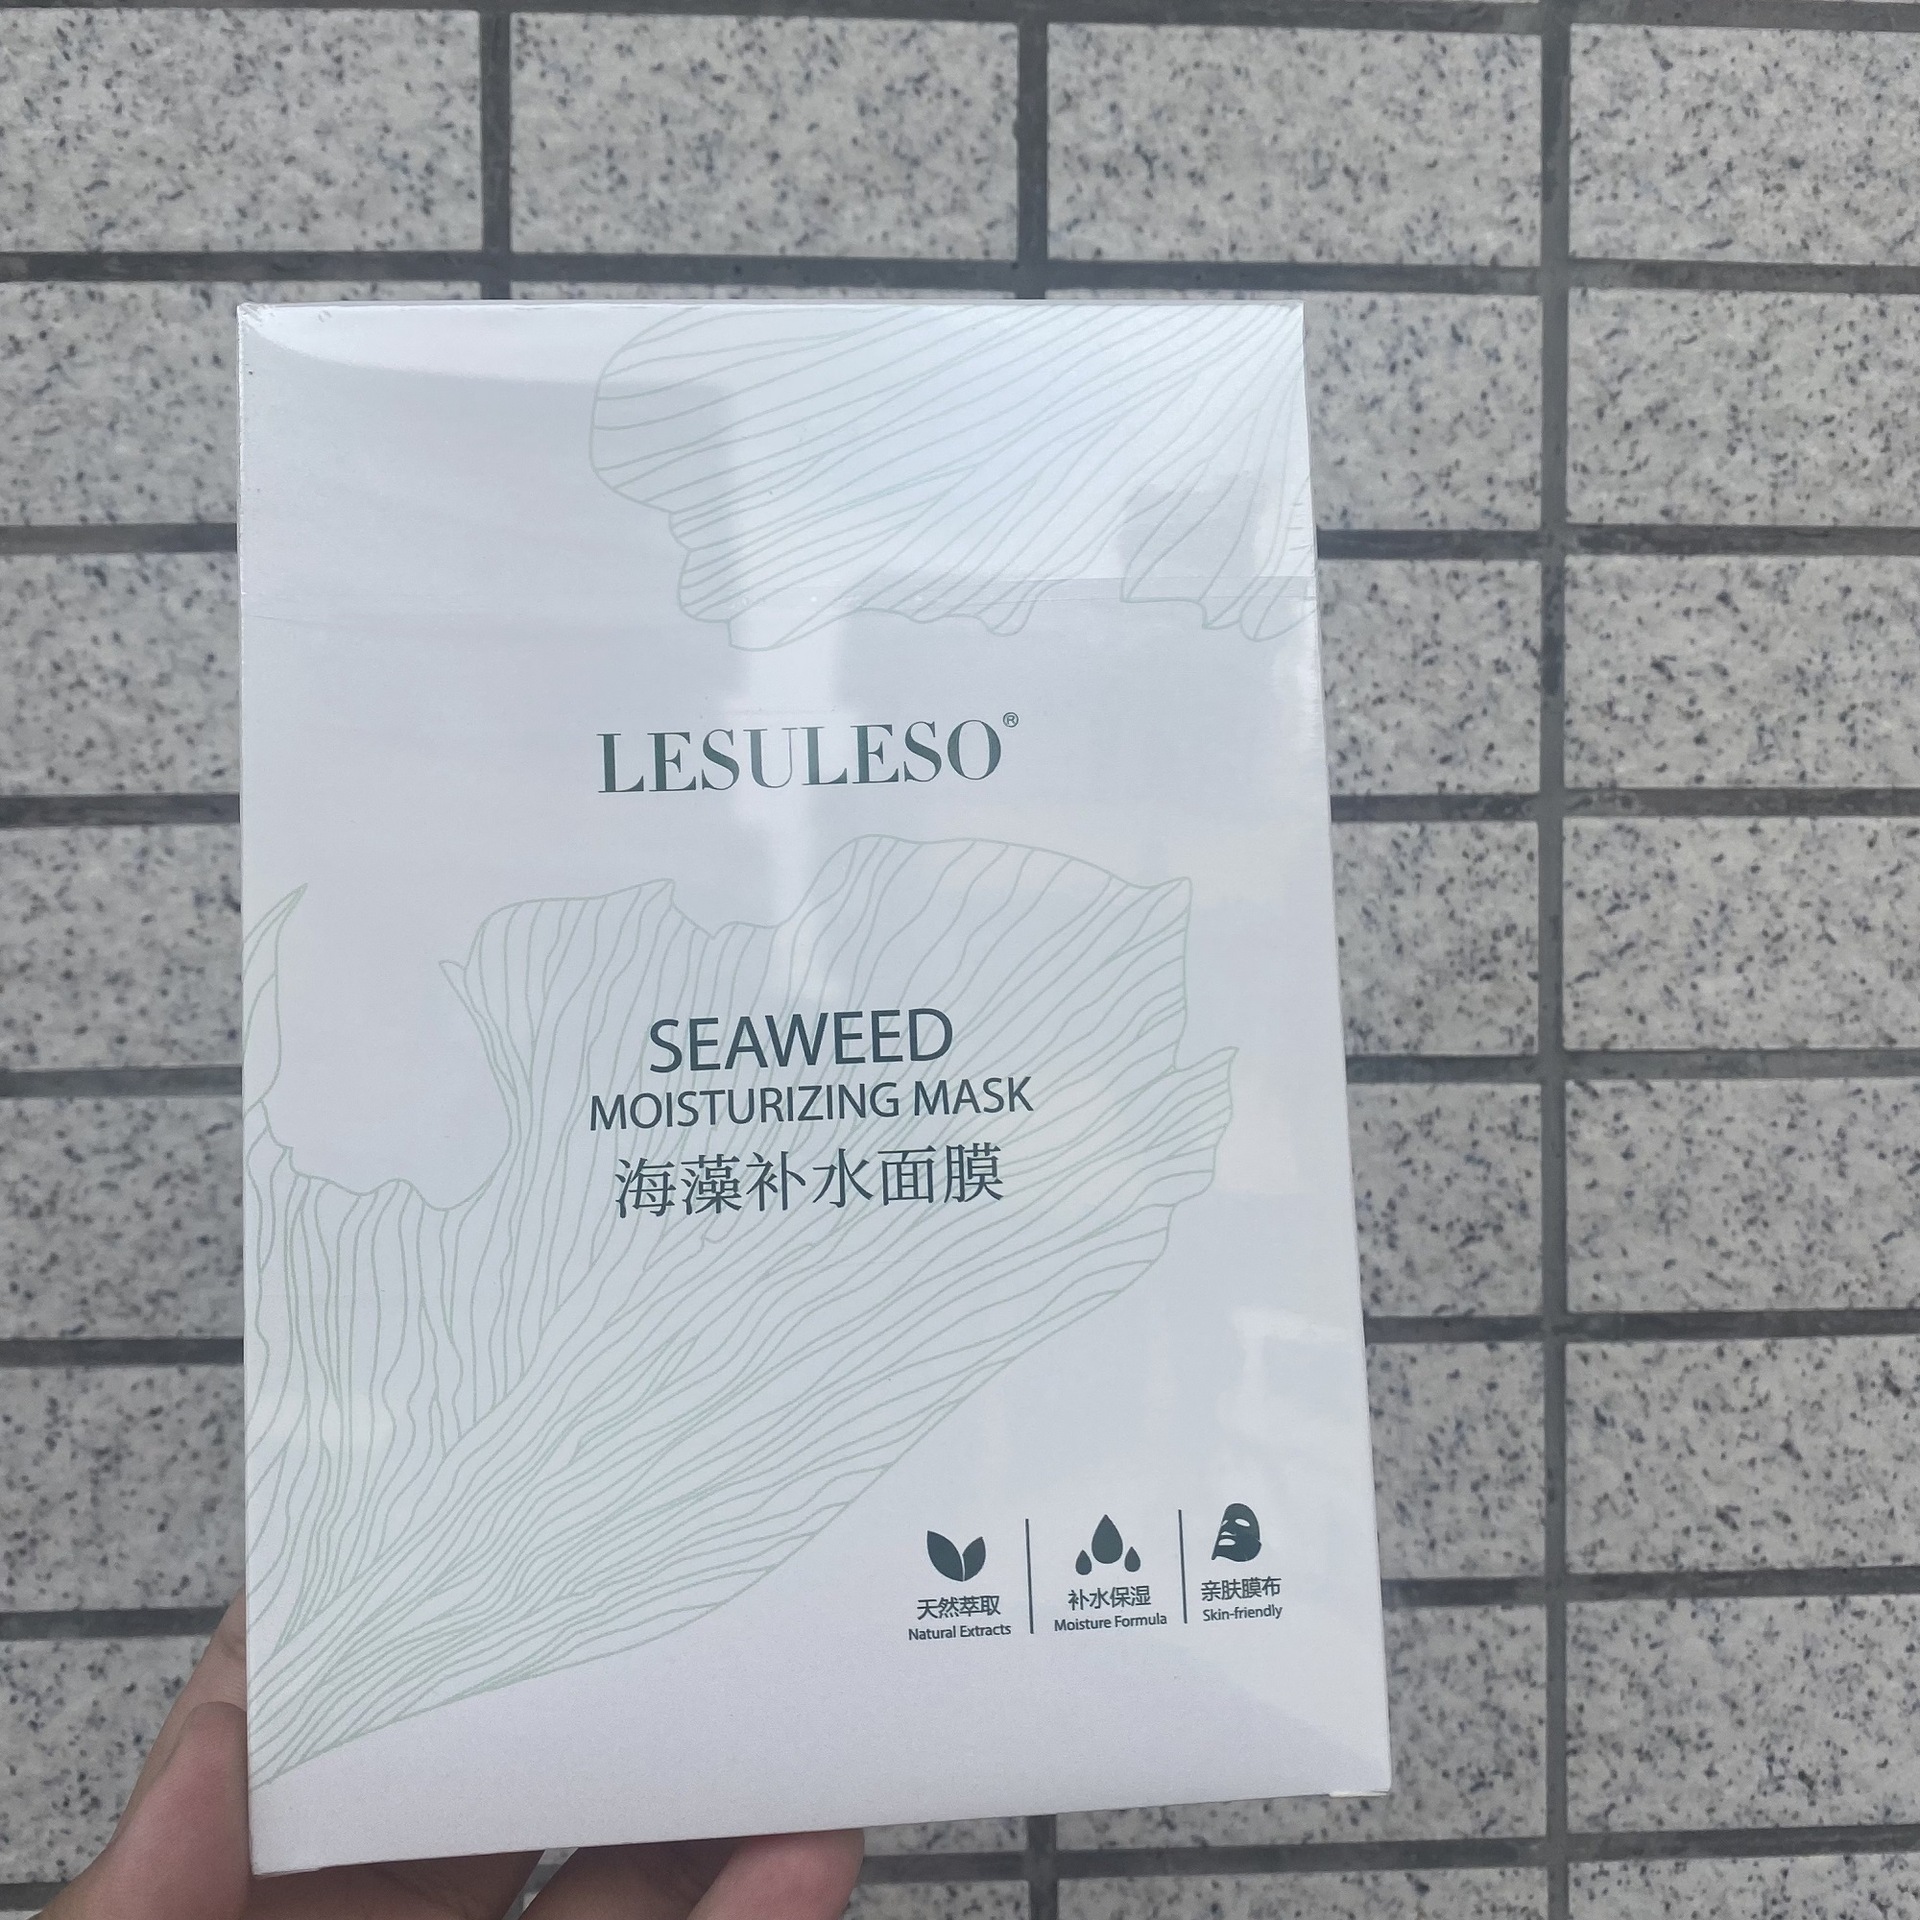 LESULESO®
SEAWEED
MOISTURIZING MASK
海藻补水面膜
天然萃取
Natural Extracts
补水保湿
Moisture Formula
亲肤膜布
Skin-friendly